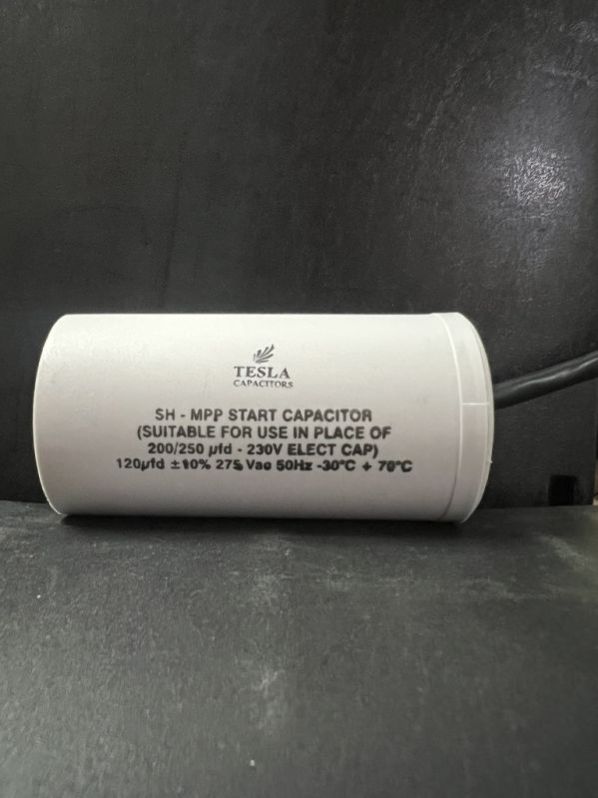 TESLA
CAPACITORS
SH - MPP START CAPACITOR
(SUITABLE FOR USE IN PLACE OF
200/250 µfd - 230V ELECT CAP)
120µfd ±10% 275 Vac 50Hz -30°C + 70°C